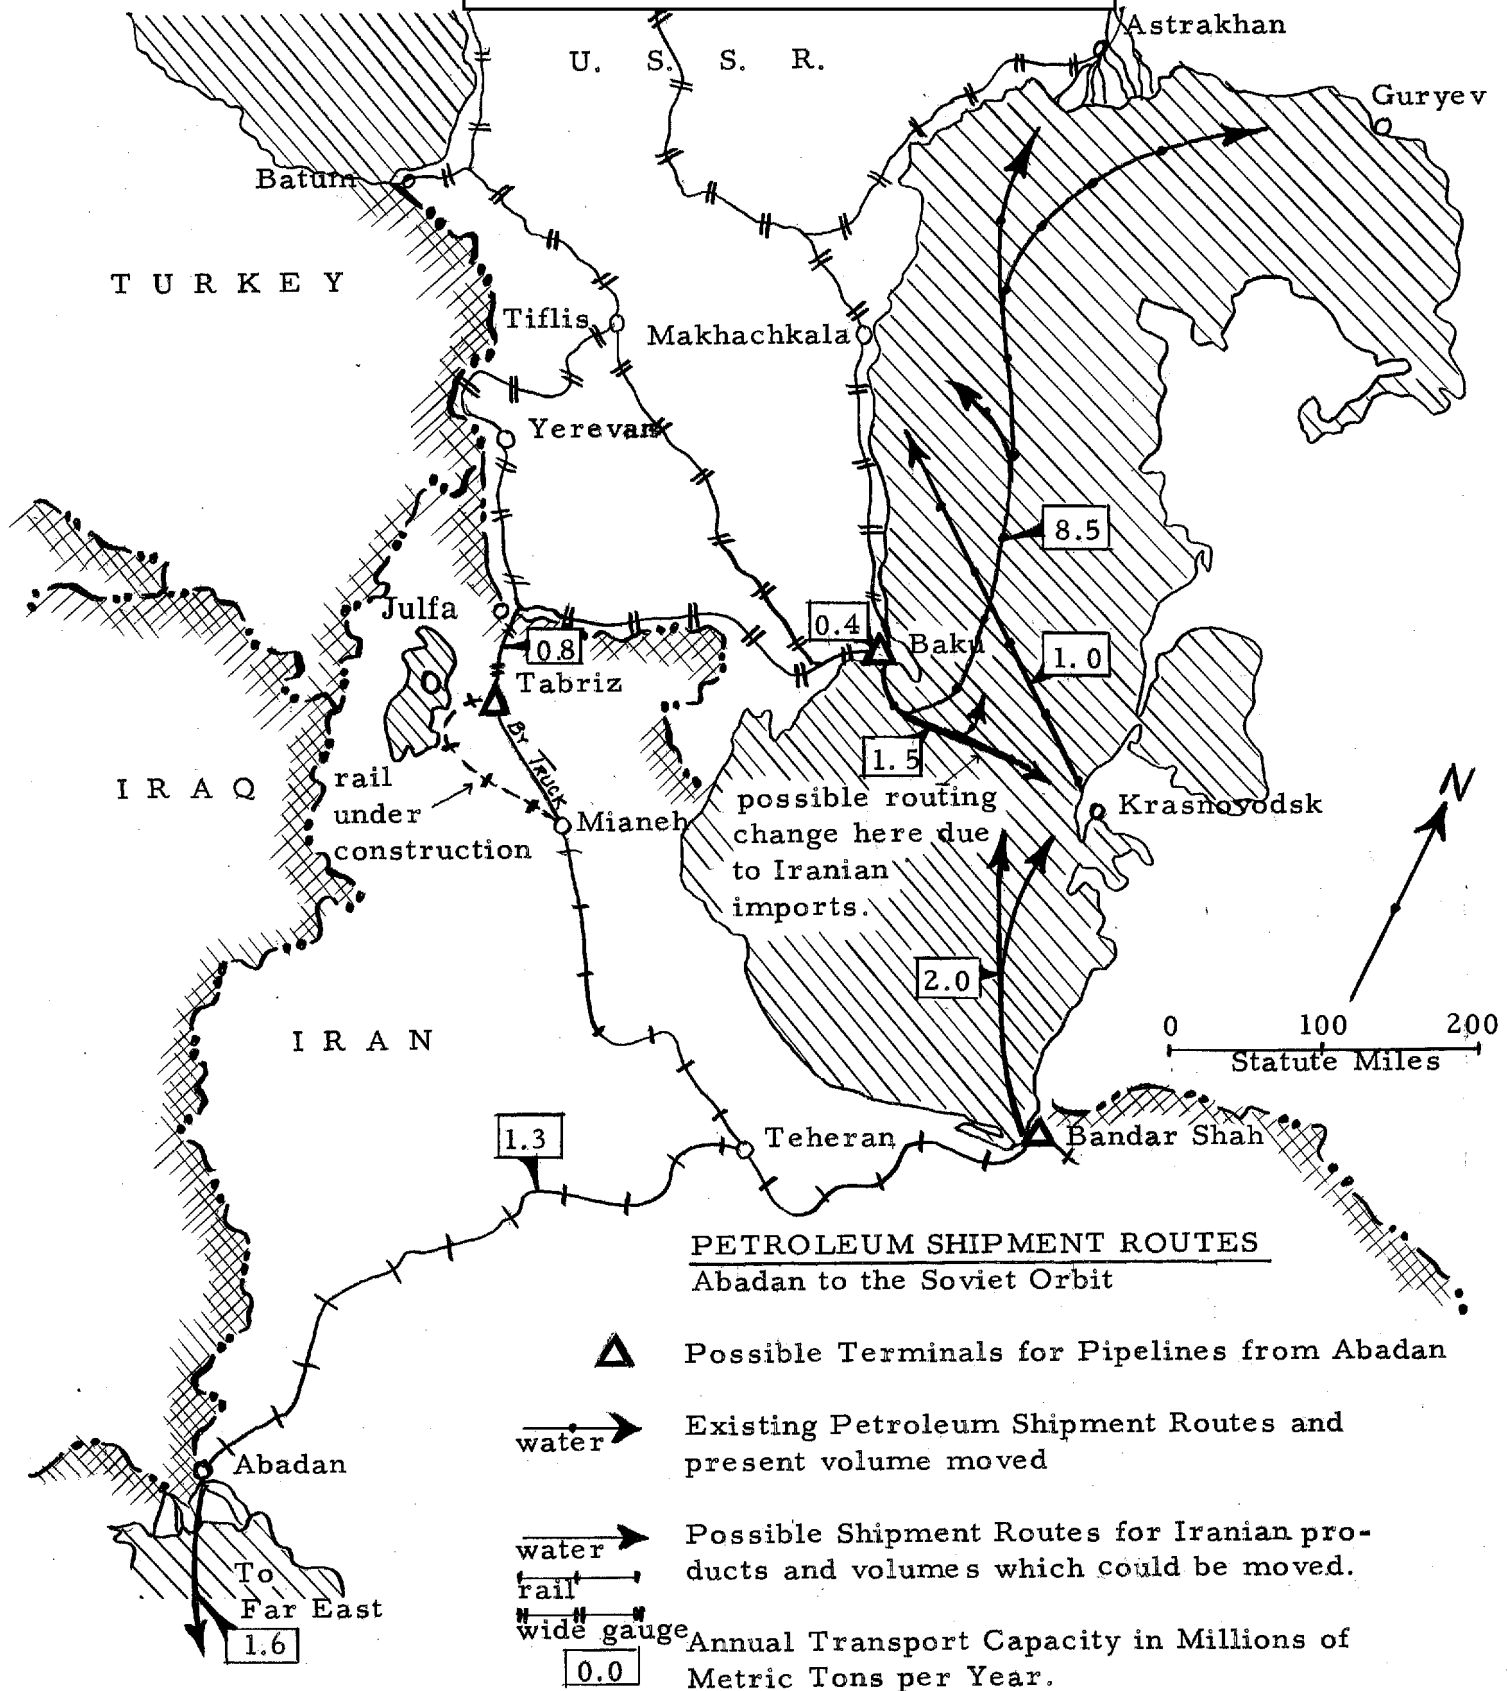 Astrakhan
U. S. S. R.
Guryev
Batum
TURKEY
Tiflis
Makhachkala
Yerevan
8.5
Julfa
0.4
Baku
0.8
1.0
Tabriz
BY TRUCK
1.5
IRAQ
rail
under
construction
possible routing
change here due
to Iranian
imports.
Krasnovodsk
N
Mianeh
2.0
IRAN
0 100 200
Statute Miles
1.3
Teheran
Bandar Shah
PETROLEUM SHIPMENT ROUTES
Abadan to the Soviet Orbit
Possible Terminals for Pipelines from Abadan
water
Existing Petroleum Shipment Routes and
present volume moved
Abadan
water
rail
wide gauge
Possible Shipment Routes for Iranian pro-
ducts and volumes which could be moved.
To
Far East
1.6
0.0
Annual Transport Capacity in Millions of
Metric Tons per Year.